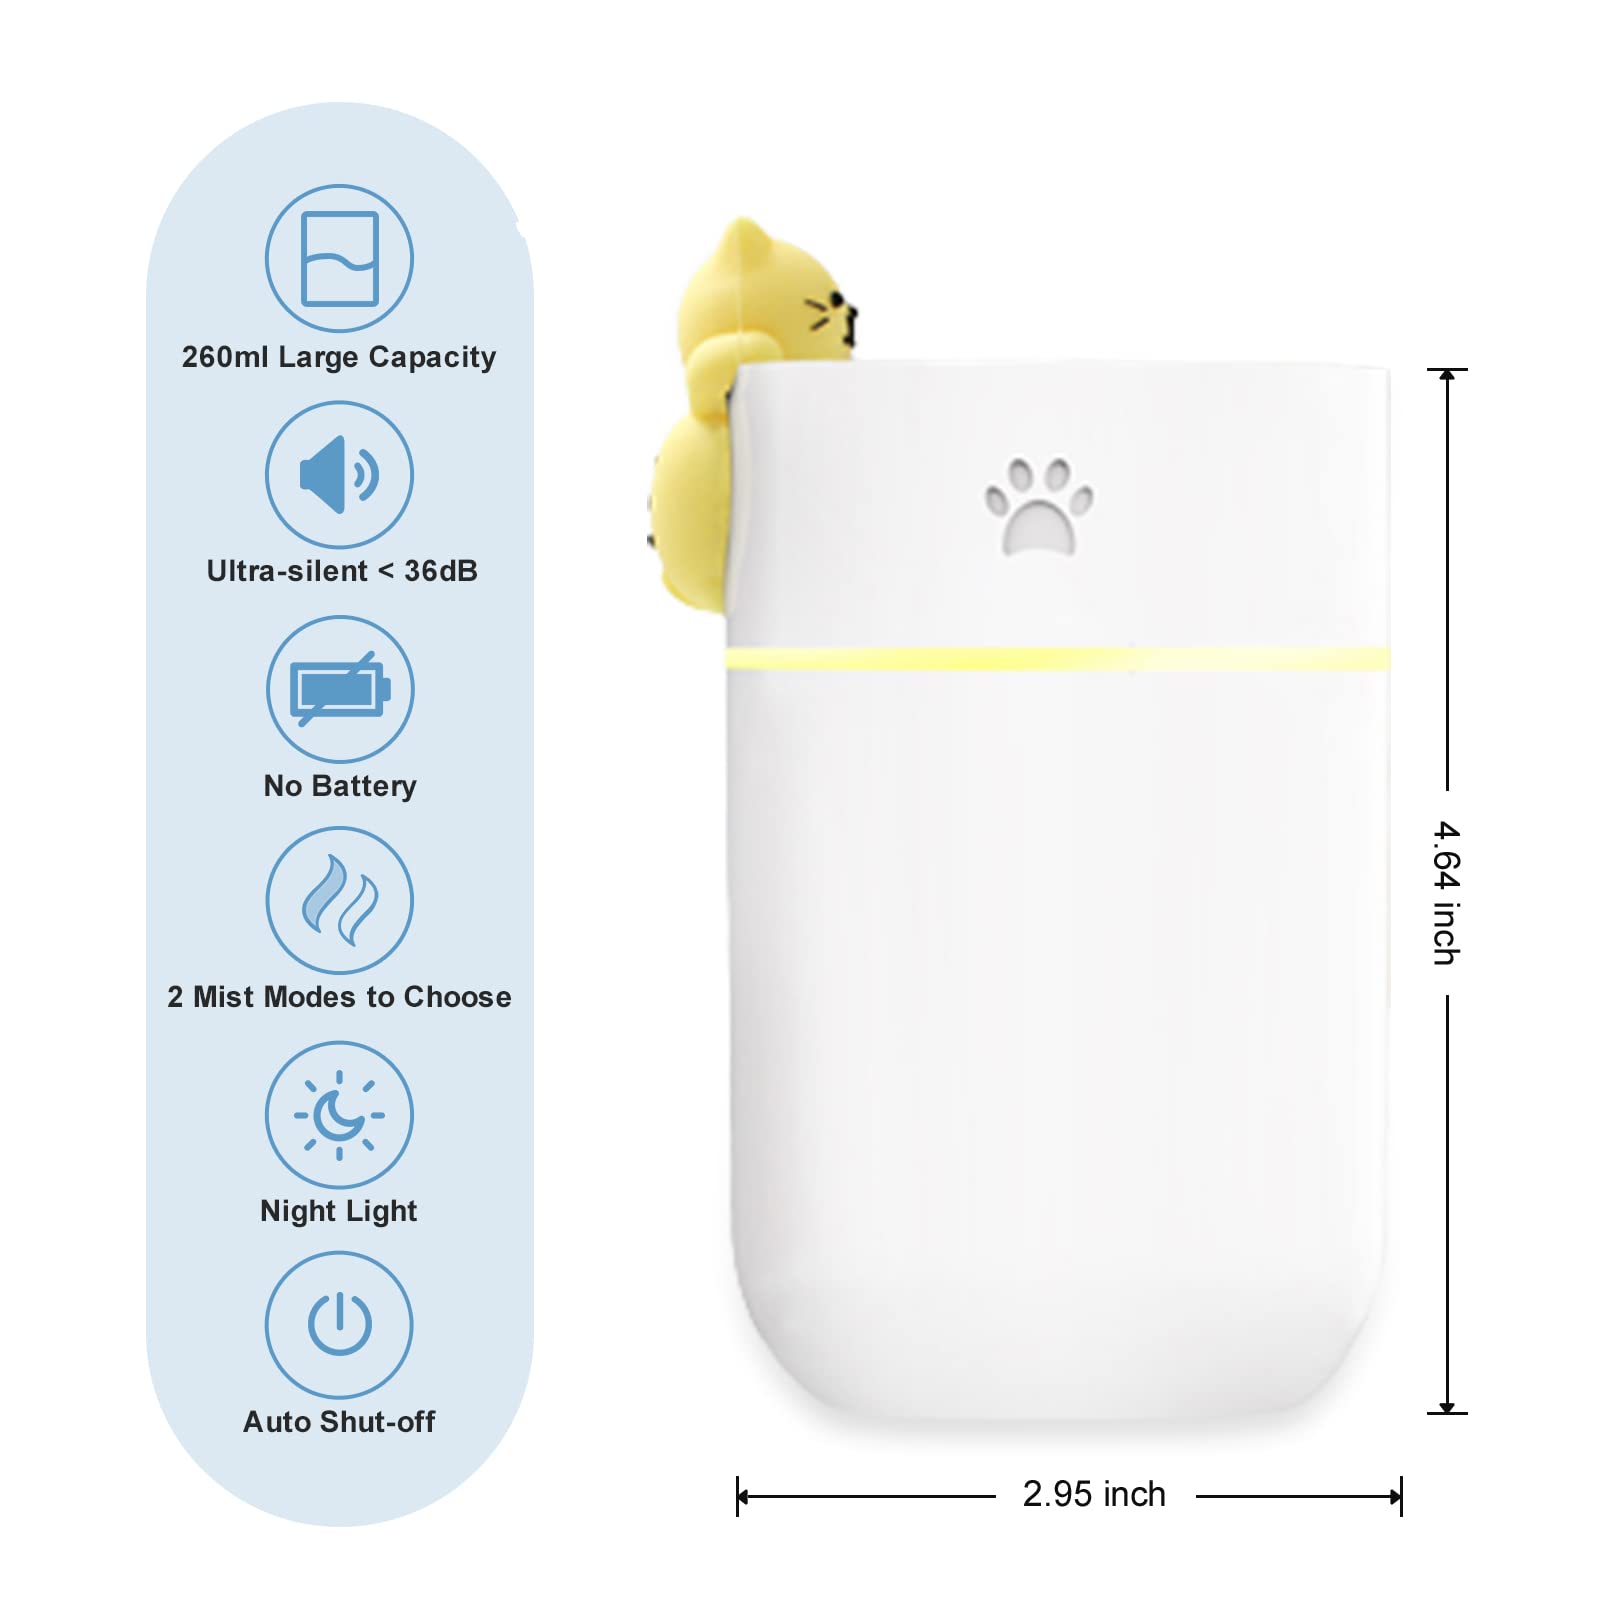 260ml Large Capacity
Ultra-silent < 36dB
No Battery
2 Mist Modes to Choose
Night Light
Auto Shut-off
4.64 inch
2.95 inch